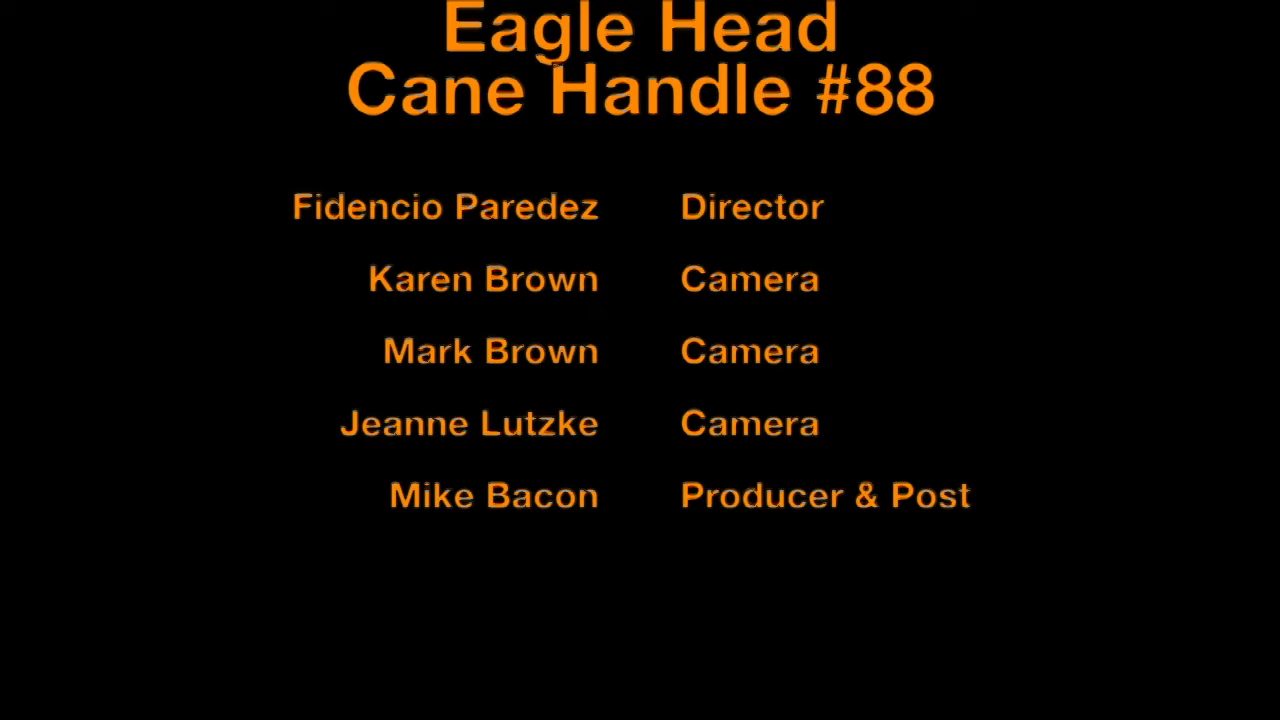 Eagle Head
Cane Handle #88
Fidencio Paredez Director
Karen Brown Camera
Mark Brown Camera
Jeanne Lutzke Camera
Mike Bacon Producer & Post